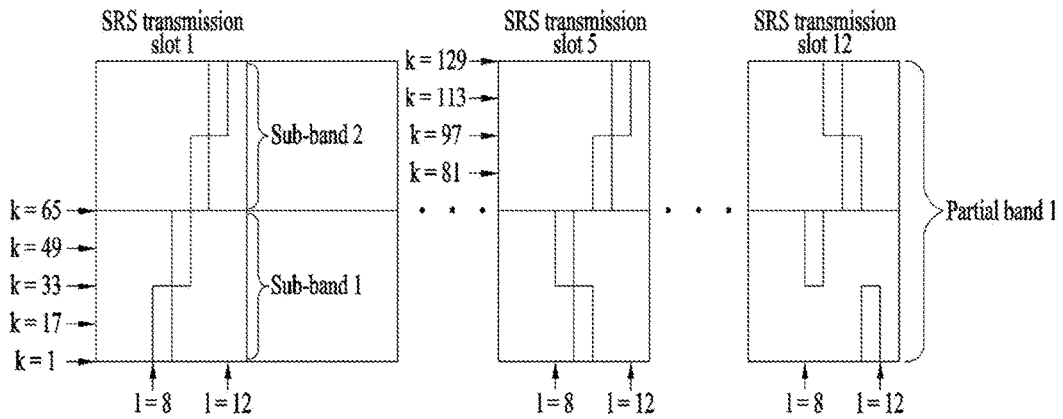 SRS transmission
slot 1
SRS transmission
slot 5
SRS transmission
slot 12
k = 129
k = 113
k = 97
k = 81
Sub-band 2
k = 65
k = 49
k = 33
k = 17
k = 1
Sub-band 1
Partial band 1
l = 8
l = 12
l = 8
l = 12
l = 8
l = 12